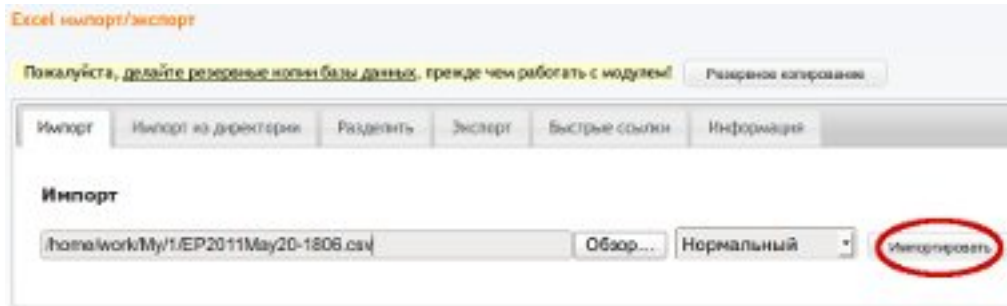 Excel импорт/экспорт
Пожалуйста, делайте резервные копии базы данных, прежде чем работать с модулем! Резервное копирование
Импорт Импорт из директории Разделить Экспорт Быстрые ссылки Информация
Импорт
/home/work/My/1/EP2011May20-1806.csv Обзор... Нормальный Импортировать